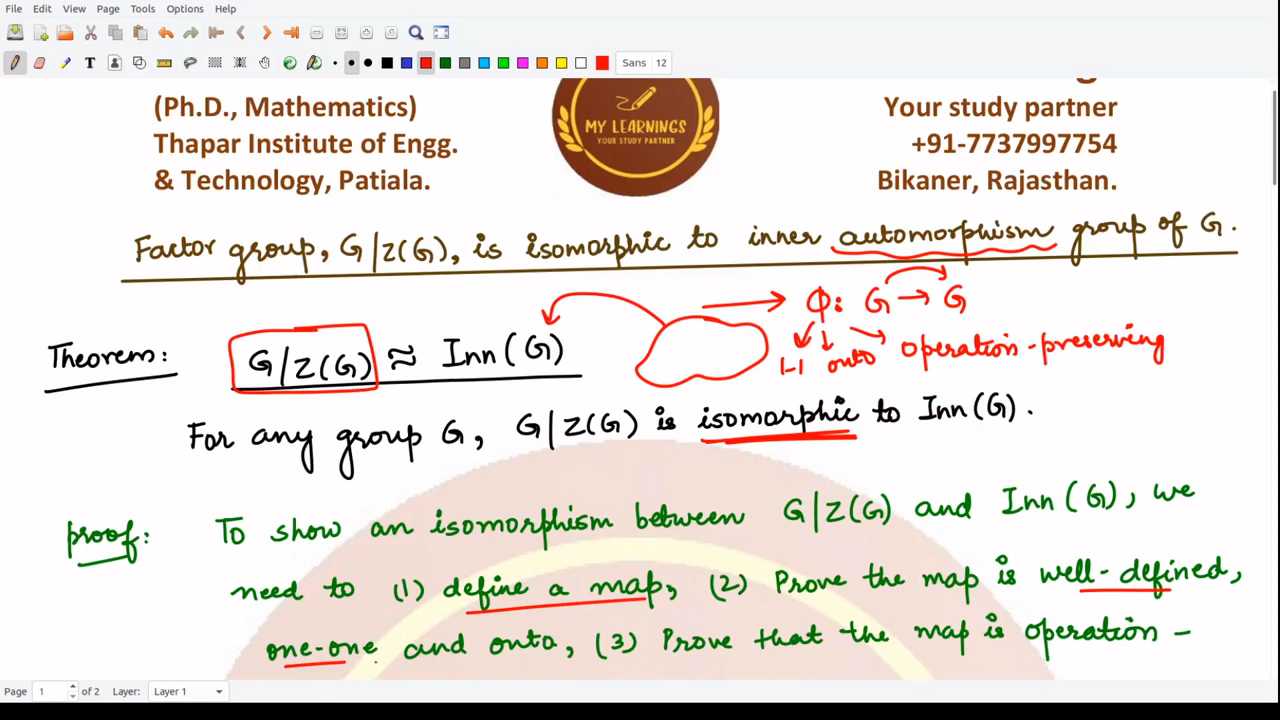 File Edit View Page Tools Options Help
Sans 12
(Ph.D., Mathematics)
Thapar Institute of Engg.
& Technology, Patiala.
MY LEARNINGS
YOUR STUDY PARTNER
Your study partner
+91-7737997754
Bikaner, Rajasthan.
Factor group, G/Z(G), is isomorphic to inner automorphism group of G.
ϕ: G → G
1-1 onto operation-preserving
Theorem: G/Z(G) ≈ Inn(G)
For any group G, G/Z(G) is isomorphic to Inn(G).
proof: To show an isomorphism between G/Z(G) and Inn(G), we
need to (1) define a map, (2) Prove the map is well-defined,
one-one and onto, (3) Prove that the map is operation-
Page 1 of 2 Layer: Layer 1